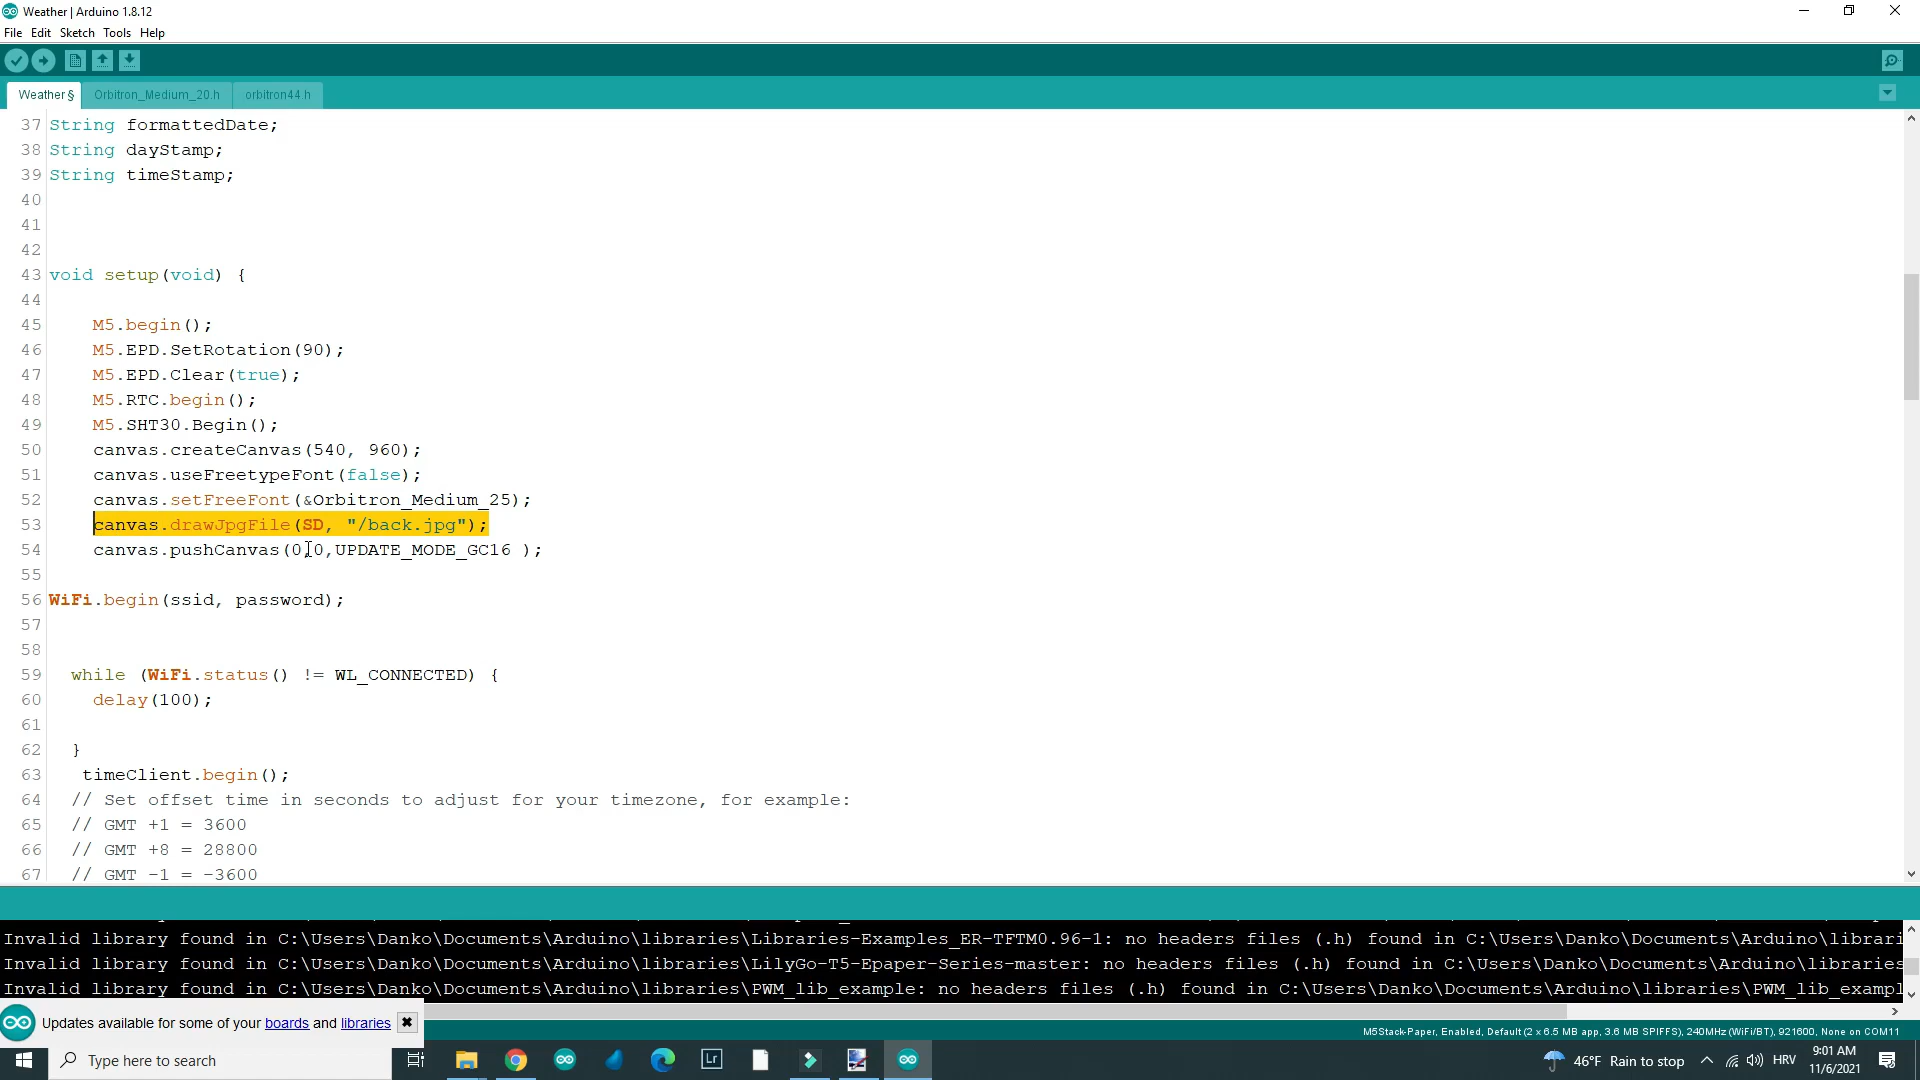 Weather | Arduino 1.8.12
File Edit Sketch Tools Help
Weather § Orbitron_Medium_20.h orbitron44.h
37 String formattedDate;
38 String dayStamp;
39 String timeStamp;
40
41
42
43 void setup(void) {
44
45 M5.begin();
46 M5.EPD.SetRotation(90);
47 M5.EPD.Clear(true);
48 M5.RTC.begin();
49 M5.SHT30.Begin();
50 canvas.createCanvas(540, 960);
51 canvas.useFreetypeFont(false);
52 canvas.setFreeFont(&Orbitron_Medium_25);
53 canvas.drawJpgFile(SD, "/back.jpg");
54 canvas.pushCanvas(0,0,UPDATE_MODE_GC16 );
55
56 WiFi.begin(ssid, password);
57
58
59 while (WiFi.status() != WL_CONNECTED) {
60 delay(100);
61
62 }
63 timeClient.begin();
64 // Set offset time in seconds to adjust for your timezone, for example:
65 // GMT +1 = 3600
66 // GMT +8 = 28800
67 // GMT -1 = -3600
Invalid library found in C:\Users\Danko\Documents\Arduino\libraries\Libraries-Examples_ER-TFTM0.96-1: no headers files (.h) found in C:\Users\Danko\Documents\Arduino\librari
Invalid library found in C:\Users\Danko\Documents\Arduino\libraries\LilyGo-T5-Epaper-Series-master: no headers files (.h) found in C:\Users\Danko\Documents\Arduino\libraries
Invalid library found in C:\Users\Danko\Documents\Arduino\libraries\PWM_lib_example: no headers files (.h) found in C:\Users\Danko\Documents\Arduino\libraries\PWM_lib_exampl
Updates available for some of your boards and libraries
M5Stack-Paper, Enabled, Default (2 x 6.5 MB app, 3.6 MB SPIFFS), 240MHz (WiFi/BT), 921600, None on COM11
Type here to search
Lr
46°F Rain to stop
HRV
9:01 AM
11/6/2021